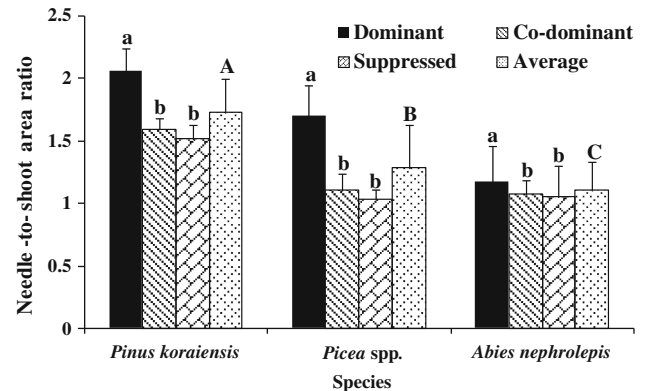 2.5
2
1.5
1
0.5
0
Needle -to- shoot area ratio
Dominant
Co-dominant
Suppressed
Average
a
b
b
A
a
b
b
B
a
b
b
C
Pinus koraiensis
Picea spp.
Abies nephrolepis
Species